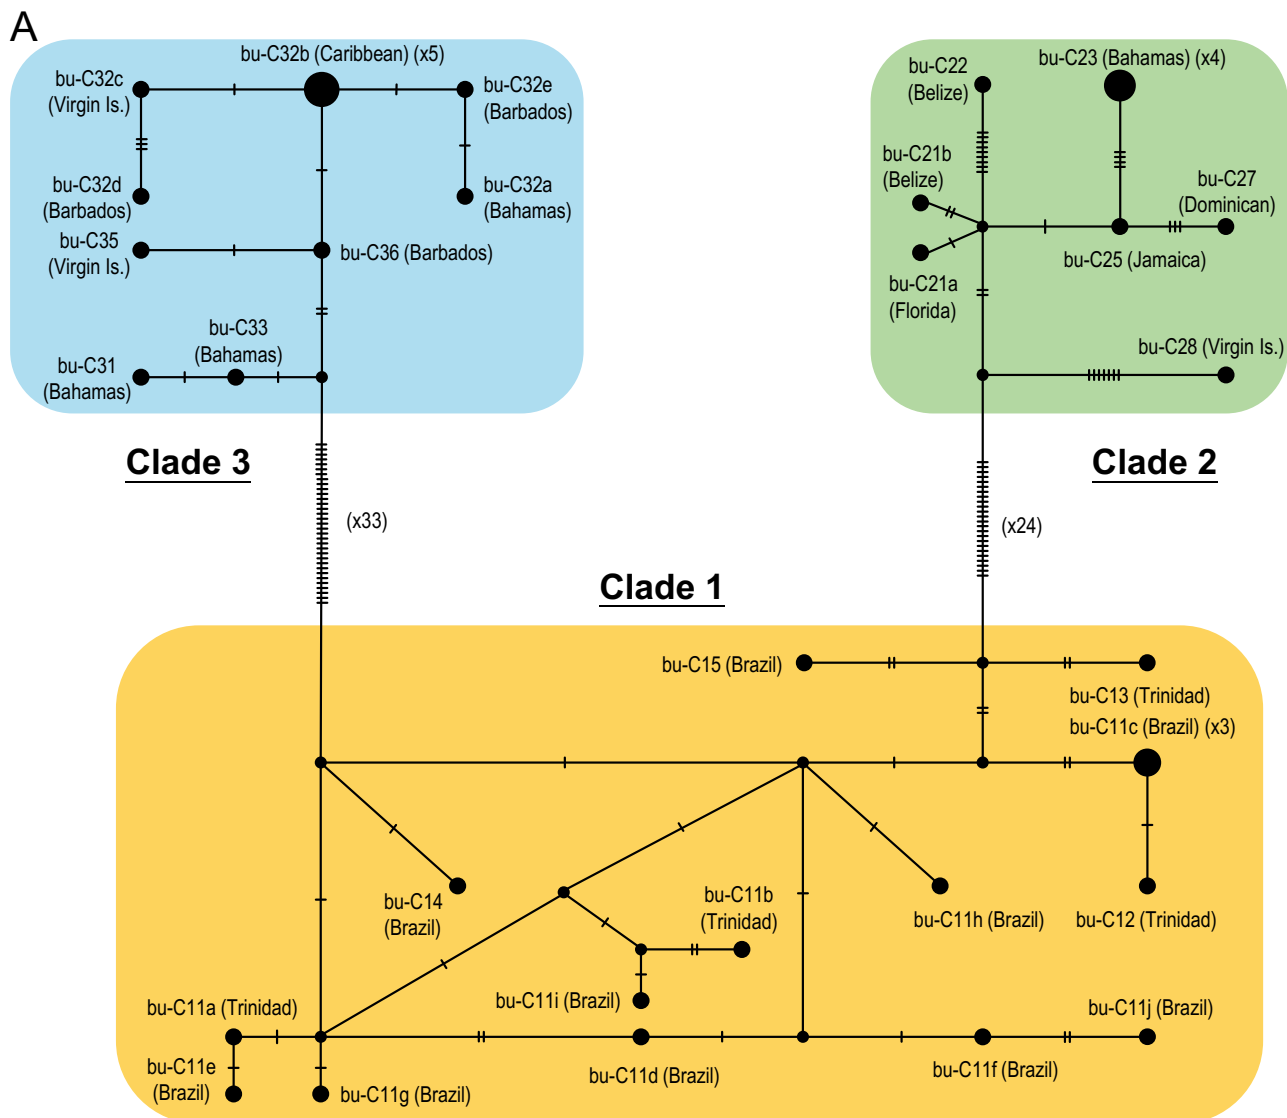 A
bu-C32b (Caribbean) (x5)
bu-C32c
(Virgin Is.)
bu-C32e
(Barbados)
bu-C32d
(Barbados)
bu-C32a
(Bahamas)
bu-C35
(Virgin Is.)
bu-C36 (Barbados)
bu-C33
(Bahamas)
bu-C31
(Bahamas)
Clade 3
(x33)
bu-C22
(Belize)
bu-C23 (Bahamas) (x4)
bu-C21b
(Belize)
bu-C27
(Dominican)
bu-C25 (Jamaica)
bu-C21a
(Florida)
bu-C28 (Virgin Is.)
Clade 2
(x24)
Clade 1
bu-C15 (Brazil)
bu-C13 (Trinidad)
bu-C11c (Brazil) (x3)
bu-C14
(Brazil)
bu-C11b
(Trinidad)
bu-C11h (Brazil)
bu-C12 (Trinidad)
bu-C11i (Brazil)
bu-C11a (Trinidad)
bu-C11j (Brazil)
bu-C11e
(Brazil)
bu-C11g (Brazil)
bu-C11d (Brazil)
bu-C11f (Brazil)